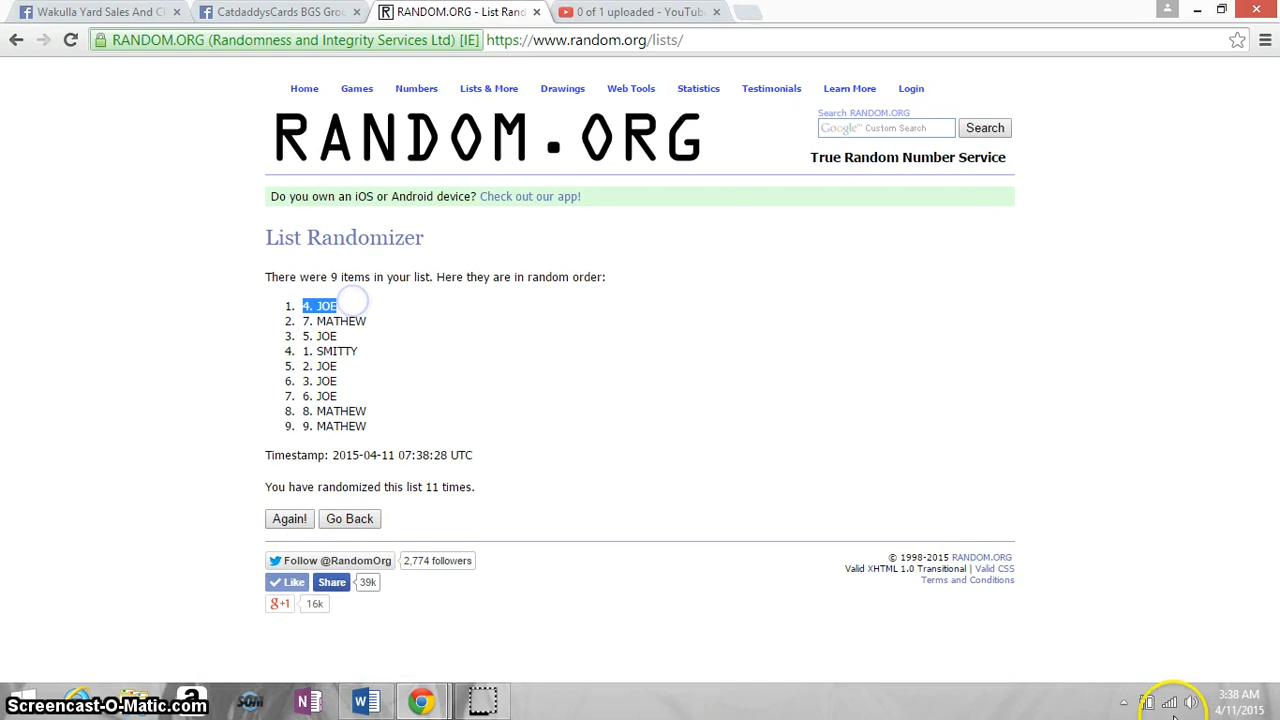 Wakulla Yard Sales And Cl
CatdaddysCards BGS Grou
RANDOM.ORG - List Rand
0 of 1 uploaded - YouTube
RANDOM.ORG (Randomness and Integrity Services Ltd) [IE] https://www.random.org/lists/
Home Games Numbers Lists & More Drawings Web Tools Statistics Testimonials Learn More Login
RANDOM.ORG
Search RANDOM.ORG
Google™ Custom Search Search
True Random Number Service
Do you own an iOS or Android device? Check out our app!
List Randomizer
There were 9 items in your list. Here they are in random order:
1. 4. JOE
2. 7. MATHEW
3. 5. JOE
4. 1. SMITTY
5. 2. JOE
6. 3. JOE
7. 6. JOE
8. 8. MATHEW
9. 9. MATHEW
Timestamp: 2015-04-11 07:38:28 UTC
You have randomized this list 11 times.
Again! Go Back
Follow @RandomOrg 2,774 followers
Like Share 39k
g+1 16k
© 1998-2015 RANDOM.ORG
Valid XHTML 1.0 Transitional | Valid CSS
Terms and Conditions
Screencast-O-Matic.com
SOM
3:38 AM
4/11/2015